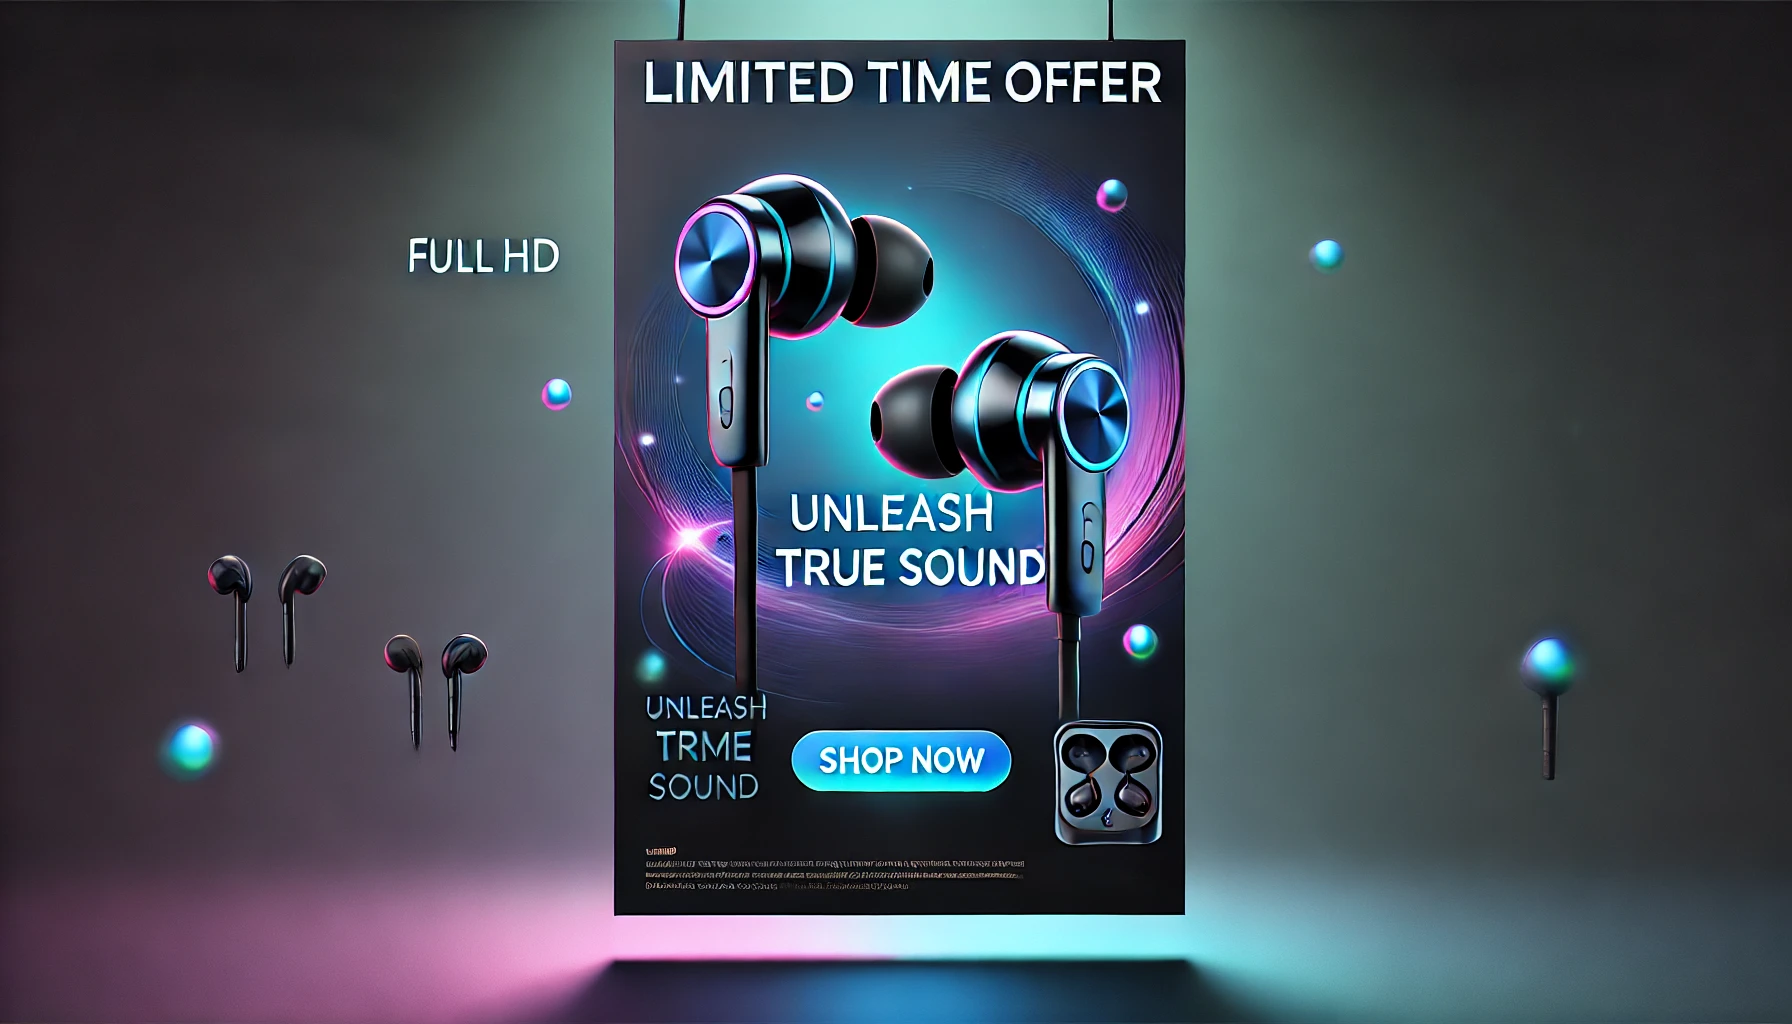 LIMITED TIME OFFER
FULL HD
UNLEASH
TRUE SOUND
UNLEASH
TRME
SOUND
SHOP NOW